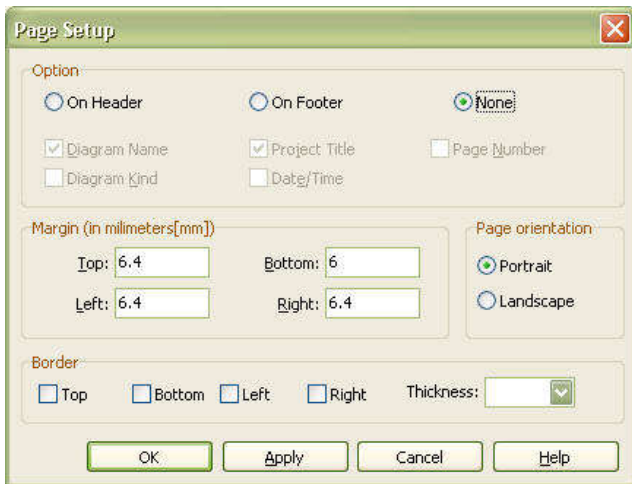 Page Setup
Option
On Header On Footer None
Diagram Name Project Title Page Number
Diagram Kind Date/Time
Margin (in milimeters[mm]) Page orientation
Top: 6.4 Bottom: 6 Portrait
Left: 6.4 Right: 6.4 Landscape
Border
Top Bottom Left Right Thickness:
OK Apply Cancel Help